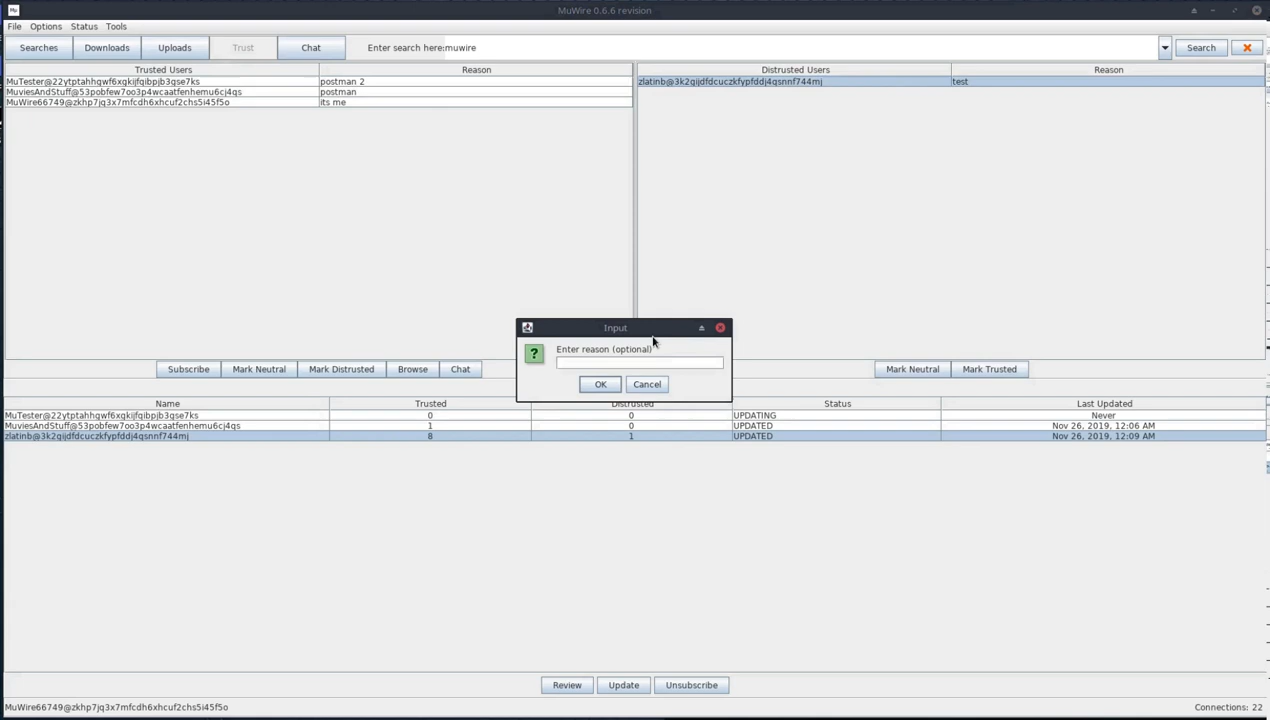 MuWire 0.6.6 revision
File Options Status Tools
Searches Downloads Uploads Trust Chat Enter search here:muwire Search
Trusted Users Reason Distrusted Users Reason
MuTester@22ytptahhgwf6xgkijfqibpjb3gse7ks postman 2 zlatinb@3k2gijdfdcuczkfypfddj4qsnnf744mj test
MuviesAndStuff@53pobfew7oo3p4wcaatfenhemu6cj4qs postman
MuWire66749@zkhp7jq3x7mfcdh6xhcuf2chs5i45f5o its me
Input
Enter reason (optional)
OK Cancel
Subscribe Mark Neutral Mark Distrusted Browse Chat Mark Neutral Mark Trusted
Name Trusted Distrusted Status Last Updated
MuTester@22ytptahhgwf6xgkijfqibpjb3gse7ks 0 0 UPDATING Never
MuviesAndStuff@53pobfew7oo3p4wcaatfenhemu6cj4qs 1 0 UPDATED Nov 26, 2019, 12:06 AM
zlatinb@3k2gijdfdcuczkfypfddj4qsnnf744mj 8 1 UPDATED Nov 26, 2019, 12:09 AM
Review Update Unsubscribe
MuWire66749@zkhp7jq3x7mfcdh6xhcuf2chs5i45f5o Connections: 22